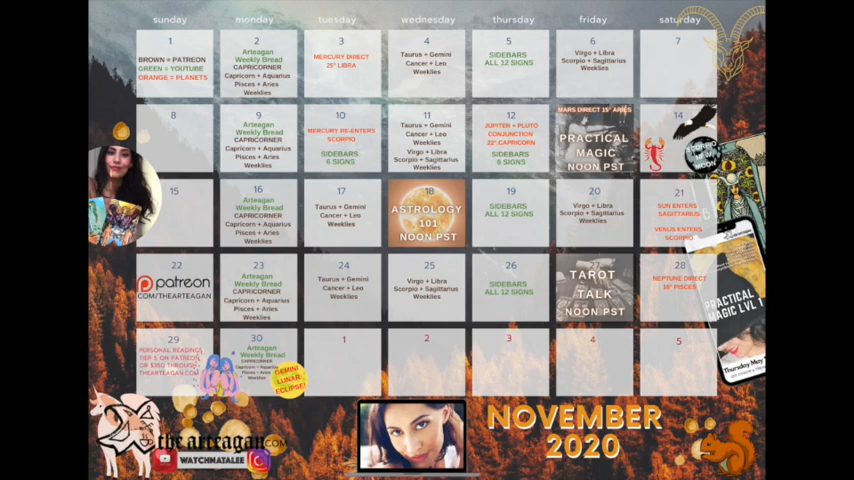 sunday monday tuesday wednesday thursday friday saturday
1
BROWN = PATREON
GREEN = YOUTUBE
ORANGE = PLANETS
2
Arteagan
Weekly Bread
CAPRICORNER
Capricorn + Aquarius
Pisces + Aries
Weeklies
3
MERCURY DIRECT
25° LIBRA
4
Taurus + Gemini
Cancer + Leo
Weeklies
5
SIDEBARS
ALL 12 SIGNS
6
Virgo + Libra
Scorpio + Sagittarius
Weeklies
7
8
9
Arteagan
Weekly Bread
CAPRICORNER
Capricorn + Aquarius
Pisces + Aries
Weeklies
10
MERCURY RE-ENTERS
SCORPIO
SIDEBARS
6 SIGNS
11
Taurus + Gemini
Cancer + Leo
Weeklies
Virgo + Libra
Scorpio + Sagittarius
Weeklies
12
JUPITER + PLUTO
CONJUNCTION
22° CAPRICORN
SIDEBARS
6 SIGNS
MARS DIRECT 15° ARIES
PRACTICAL
MAGIC
NOON PST
14
SCORPIO
NEW
MOON
15
16
Arteagan
Weekly Bread
CAPRICORNER
Capricorn + Aquarius
Pisces + Aries
Weeklies
17
Taurus + Gemini
Cancer + Leo
Weeklies
18
ASTROLOGY
101
NOON PST
19
SIDEBARS
ALL 12 SIGNS
20
Virgo + Libra
Scorpio + Sagittarius
Weeklies
21
SUN ENTERS
SAGITTARIUS
VENUS ENTERS
SCORPIO
22
patreon
.COM/THEARTEAGAN
23
Arteagan
Weekly Bread
CAPRICORNER
Capricorn + Aquarius
Pisces + Aries
Weeklies
24
Taurus + Gemini
Cancer + Leo
Weeklies
25
Virgo + Libra
Scorpio + Sagittarius
Weeklies
26
SIDEBARS
ALL 12 SIGNS
27
TAROT
TALK
NOON PST
28
NEPTUNE DIRECT
18° PISCES
PRACTICAL
MAGIC LVL 1
Thursday May
29
PERSONAL READINGS
TIER 5 ON PATREON
OR $350 THROUGH
THEARTEAGAN.COM
30
Arteagan
Weekly Bread
CAPRICORNER
Capricorn + Aquarius
Pisces + Aries
Weeklies
GEMINI
LUNAR
ECLIPSE!
1
2
3
4
5
thearteagan.COM
WATCHNATALEE
NOVEMBER
2020